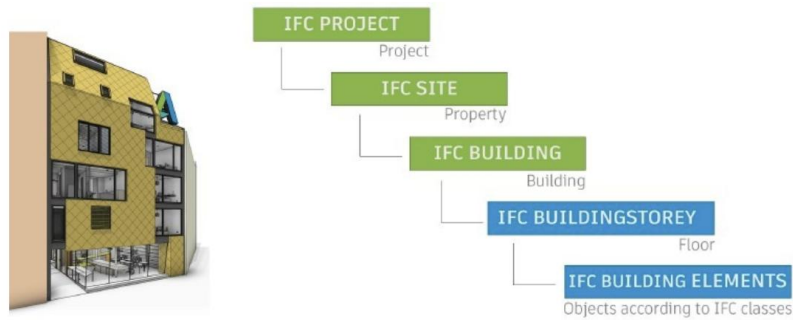 IFC PROJECT
Project
IFC SITE
Property
IFC BUILDING
Building
IFC BUILDINGSTOREY
Floor
IFC BUILDING ELEMENTS
Objects according to IFC classes